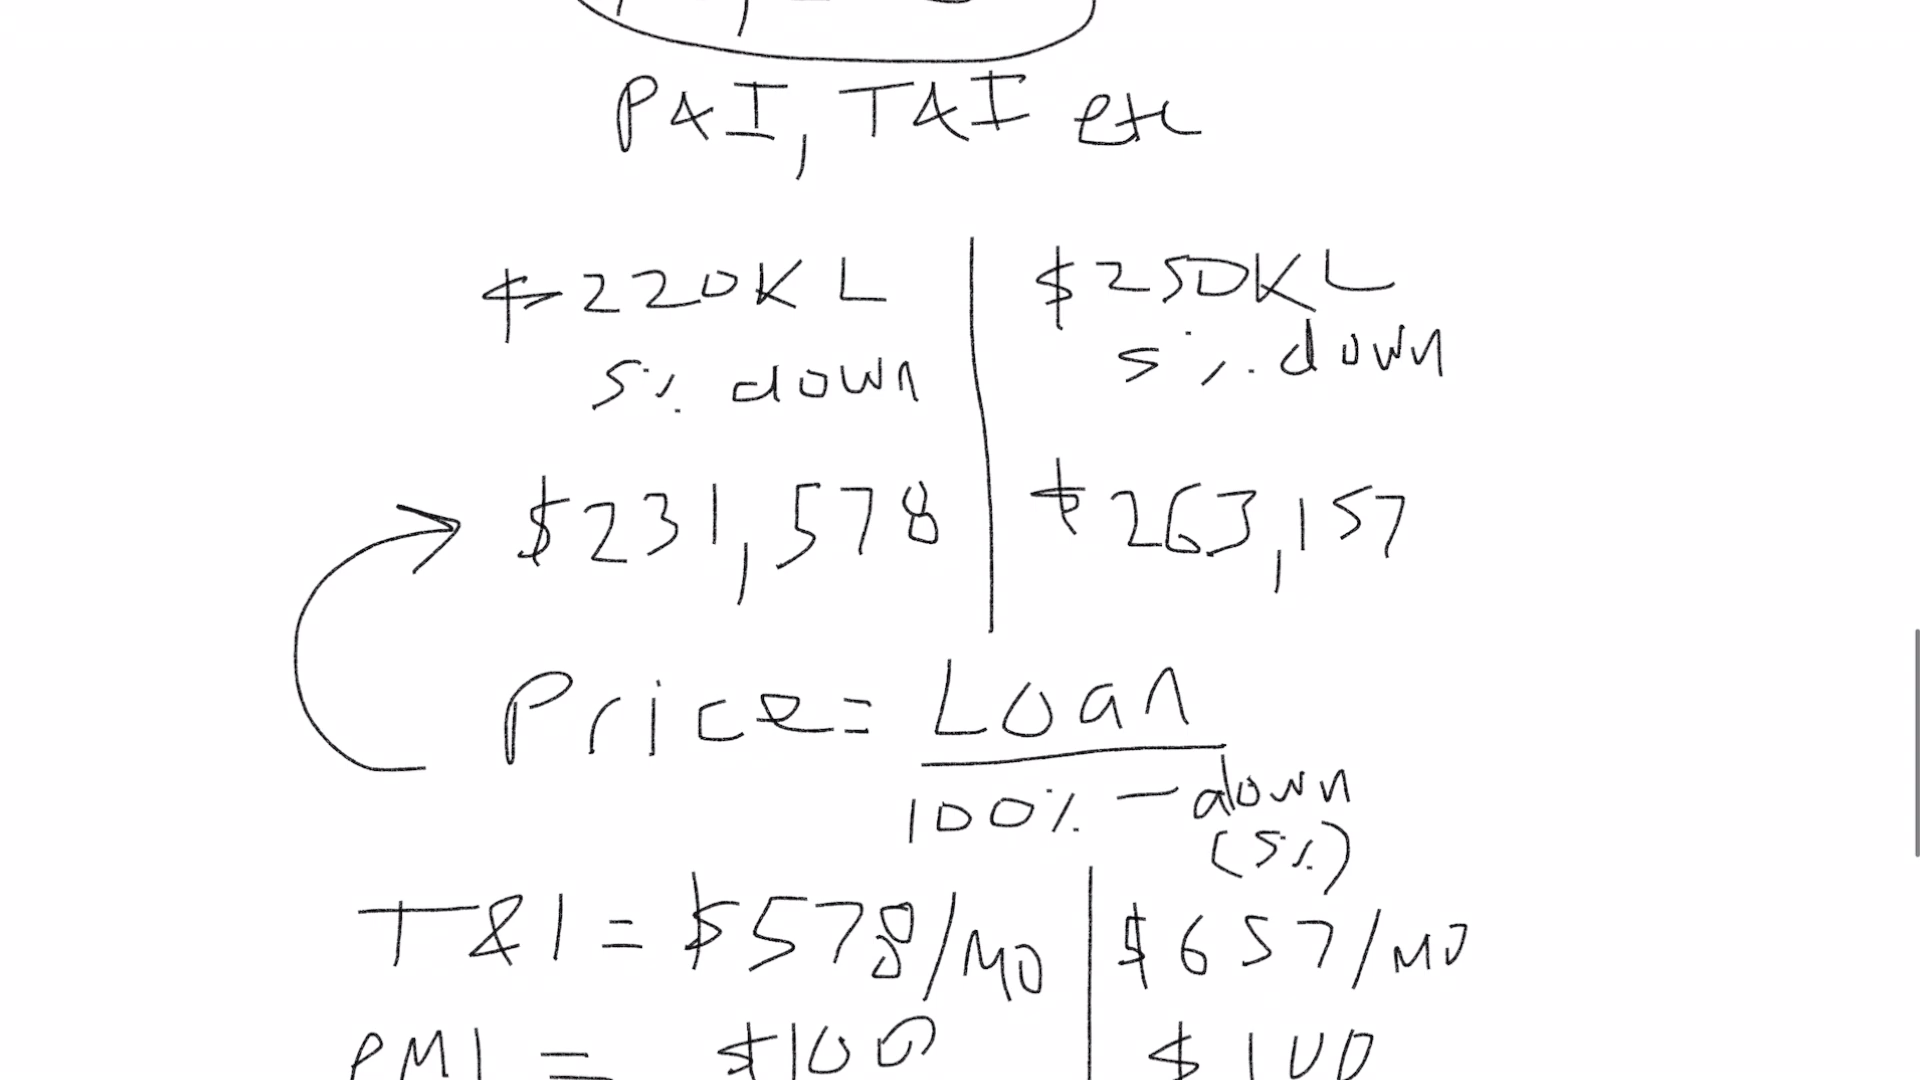 P&I, T&I etc
$220K L $250K L
5% down 5% down
$231,578 $263,157
Price = Loan
100% - down
(5%)
T&I = $578/MO $657/MO
PMI = $100 $100